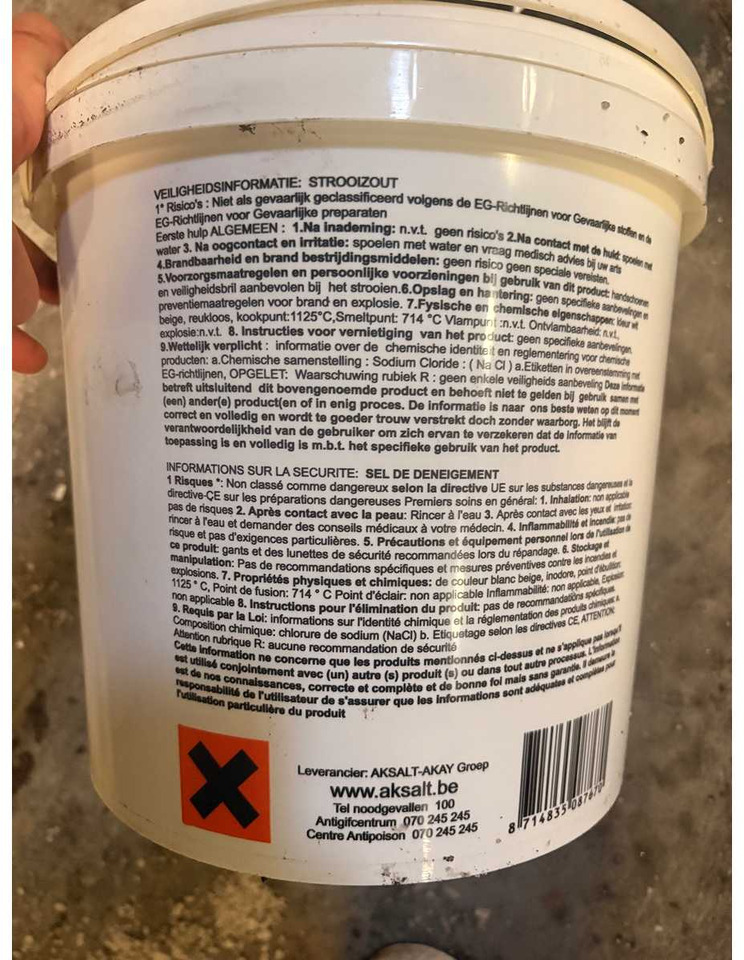 VEILIGHEIDSINFORMATIE: STROOIZOUT
1* Risico's : Niet als gevaarlijk geclassificeerd volgens de EG-Richtlijnen voor Gevaarlijke stoffen en de
EG-Richtlijnen voor Gevaarlijke preparaten
Eerste hulp ALGEMEEN : 1.Na Inademing: n.v.t. geen risico's 2.Na contact met de huid: spoelen met
water 3. Na oogcontact en irritatie: spoelen met water en vraag medisch advies bij uw arts
4.Brandbaarheid en brand bestrijdingsmiddelen: geen risico geen speciale vereisten.
5.Voorzorgsmaatregelen en persoonlijke voorzieningen bij gebruik van dit product: handschoenen
en veiligheidsbril aanbevolen bij het strooien.6.Opslag en hantering: geen specifieke aanbevelingen en
preventiemaatregelen voor brand en explosie. 7.Fysische en chemische eigenschappen: kleur wit
beige, reukloos, kookpunt:1125°C,Smeltpunt: 714 °C Vlampunt :n.v.t. Ontvlambaarheid: n.v.t.,
explosie:n.v.t. 8. Instructies voor vernietiging van het product: geen specifieke aanbevelingen,
9.Wettelijk verplicht : informatie over de chemische identiteit en reglementering voor chemische
producten: a.Chemische samenstelling : Sodium Cloride : ( Na Cl ) a.Etiketten in overeenstemming met
EG-richtlijnen, OPGELET: Waarschuwing rubiek R : geen enkele veiligheids aanbeveling Deze informatie
betreft uitsluitend dit bovengenoemde product en behoeft niet te gelden bij gebruik samen met
(een) ander(e) product(en of in enig proces. De informatie is naar ons beste weten op dit moment
correct en volledig en wordt te goeder trouw verstrekt doch zonder waarborg. Het blijft de
verantwoordelijkheid van de gebruiker om zich ervan te verzekeren dat de informatie van
toepassing is en volledig is m.b.t. het specifieke gebruik van het product.
INFORMATIONS SUR LA SECURITE: SEL DE DENEIGEMENT
1 Risques *: Non classé comme dangereux selon la directive UE sur les substances dangereuses et la
directive-ÇE sur les préparations dangereuses Premiers soins en général: 1. Inhalation: non applicable
pas de risques 2. Après contact avec la peau: Rincer à l'eau 3. Après contact avec les yeux et irritation:
rincer à l'eau et demander des conseils médicaux à votre médecin. 4. Inflammabilité et incendie: pas de
risque et pas d'exigences particulières. 5. Précautions et équipement personnel lors de l'utilisation de
ce produit: gants et des lunettes de sécurité recommandées lors du répandage. 6. Stockage et
manipulation: Pas de recommandations spécifiques et mesures préventives contre les incendies et
explosions. 7. Propriétés physiques et chimiques: de couleur blanc beige, inodore, point d'ébullition:
1125 ° C, Point de fusion: 714 ° C Point d'éclair: non applicable Inflammabilité: non applicable, Explosion:
non applicable 8. Instructions pour l'élimination du produit: pas de recommandations spécifiques.
9. Requis par la Loi: informations sur l'identité chimique et la réglementation des produits chimiques: a.
Composition chimique: chlorure de sodium (NaCl) b. Etiquetage selon les directives CE, ATTENTION:
Attention rubrique R: aucune recommandation de sécurité
Cette information ne concerne que les produits mentionnés ci-dessus et ne s'applique pas lorsqu'il
est utilisé conjointement avec (un) autre (s) produit (s) ou dans tout autre processus. L'information
est de nos connaissances, correcte et complète et de bonne foi mais sans garantie. Il demeure la
responsabilité de l'utilisateur de s'assurer que les informations sont adéquates et complètes pour
l'utilisation particulière du produit
Leverancier: AKSALT-AKAY Groep
www.aksalt.be
Tel noodgevallen 100
Antigifcentrum 070 245 245
Centre Antipoison 070 245 245
8 714835 087670